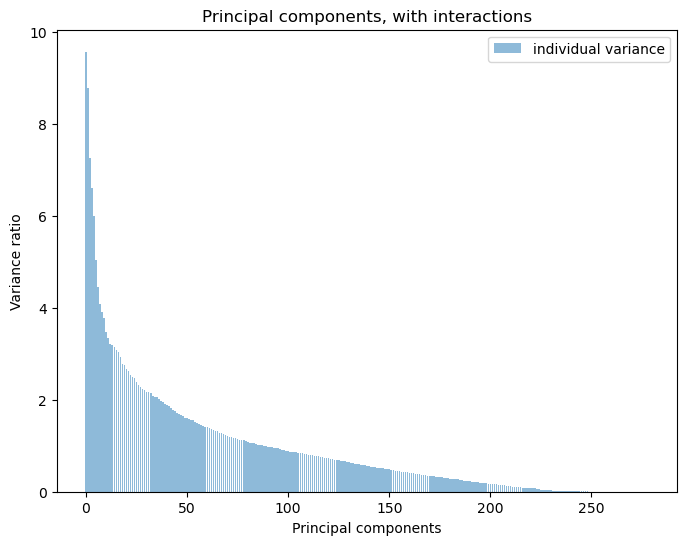 Principal components, with interactions
individual variance
10
8
6
4
2
0
Variance ratio
0 50 100 150 200 250
Principal components